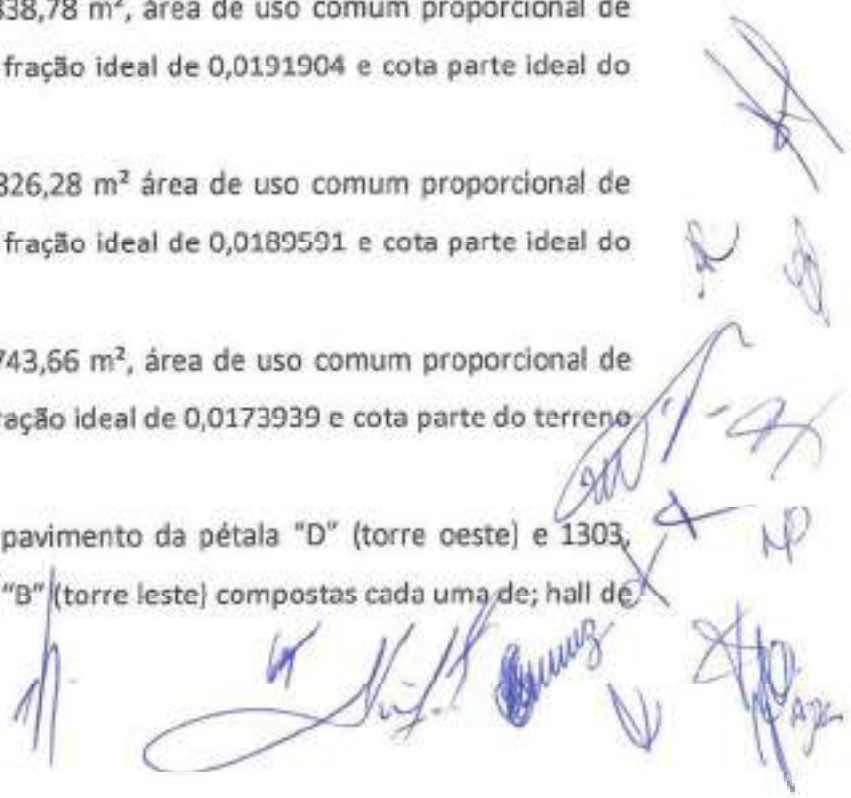 838,78 m², área de uso comum proporcional de
fração ideal de 0,0191904 e cota parte ideal do
826,28 m² área de uso comum proporcional de
fração ideal de 0,0189591 e cota parte ideal do
743,66 m², área de uso comum proporcional de
ração ideal de 0,0173939 e cota parte do terreno
pavimento da pétala "D" (torre oeste) e 1303,
"B" (torre leste) compostas cada uma de; hall de